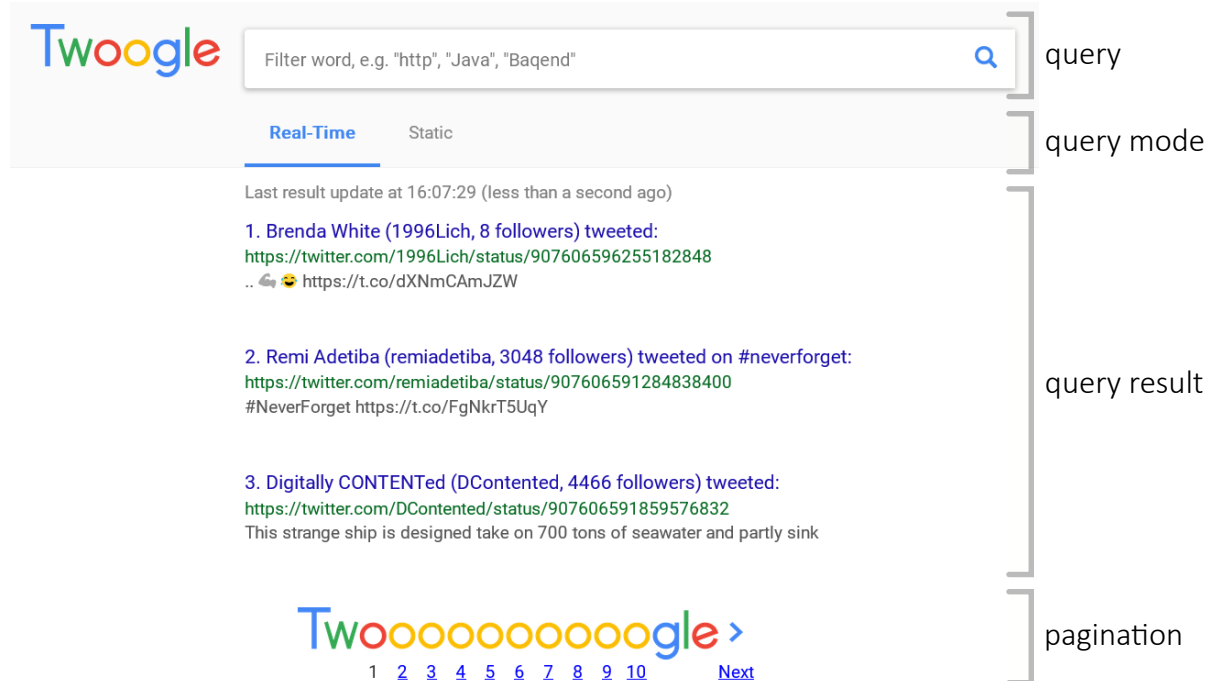 Twoogle
Filter word, e.g. "http", "Java", "Baqend"
query
Real-Time Static
query mode
Last result update at 16:07:29 (less than a second ago)
1. Brenda White (1996Lich, 8 followers) tweeted:
https://twitter.com/1996Lich/status/907606596255182848
.. 💪 😂 https://t.co/dXNmCAmJZW
2. Remi Adetiba (remiadetiba, 3048 followers) tweeted on #neverforget:
https://twitter.com/remiadetiba/status/907606591284838400
#NeverForget https://t.co/FgNkrT5UqY
query result
3. Digitally CONTENTed (DContented, 4466 followers) tweeted:
https://twitter.com/DContented/status/907606591859576832
This strange ship is designed take on 700 tons of seawater and partly sink
Twoooooooooogle >
1 2 3 4 5 6 7 8 9 10 Next
pagination